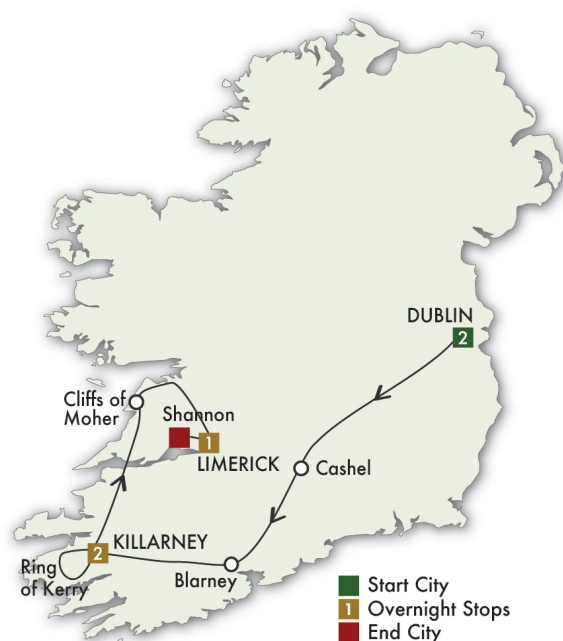 DUBLIN
2
Cliffs of
Moher
Shannon
1
LIMERICK
Cashel
2
KILLARNEY
Ring
of Kerry
Blarney
Start City
1 Overnight Stops
End City